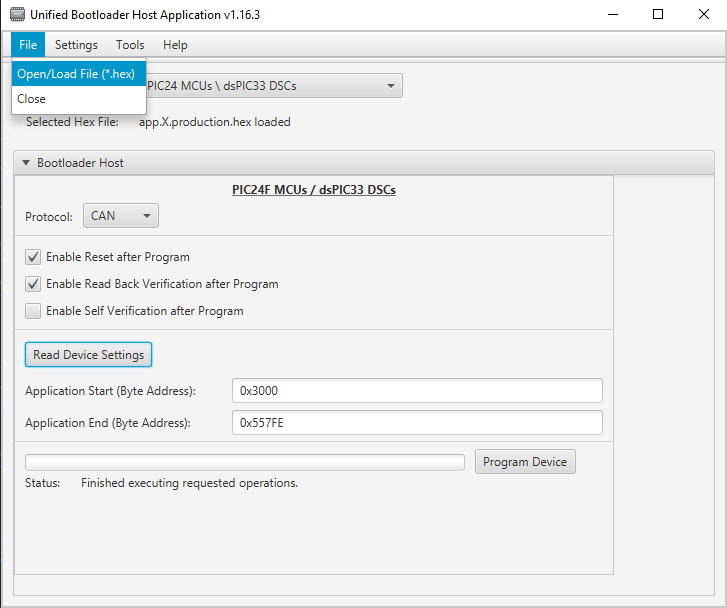 Unified Bootloader Host Application v1.16.3
File Settings Tools Help
Open/Load File (*.hex)
PIC24 MCUs \ dsPIC33 DSCs
Close
Selected Hex File: app.X.production.hex loaded
Bootloader Host
PIC24F MCUs / dsPIC33 DSCs
Protocol: CAN
Enable Reset after Program
Enable Read Back Verification after Program
Enable Self Verification after Program
Read Device Settings
Application Start (Byte Address): 0x3000
Application End (Byte Address): 0x557FE
Program Device
Status: Finished executing requested operations.